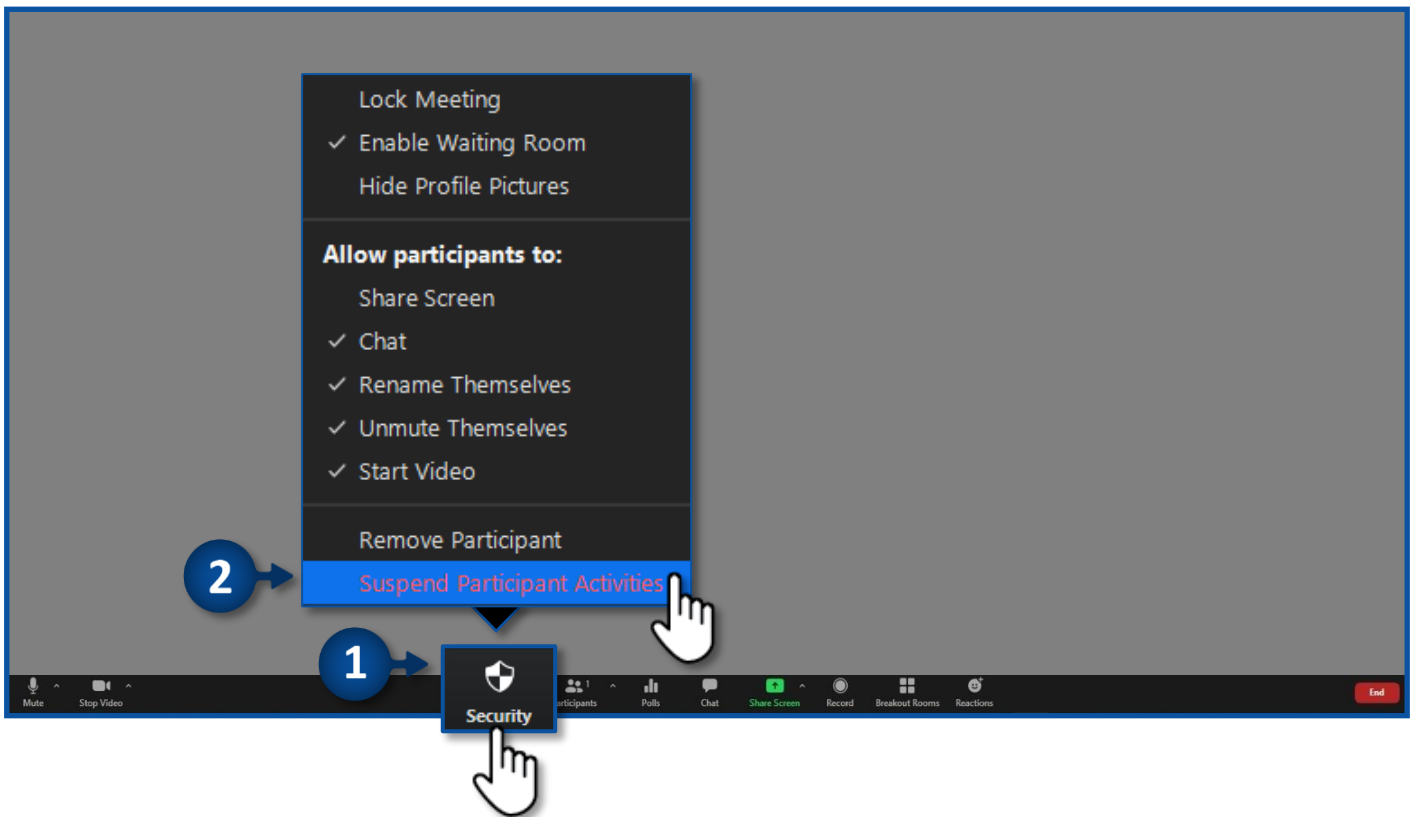 Lock Meeting
✓ Enable Waiting Room
Hide Profile Pictures
Allow participants to:
Share Screen
✓ Chat
✓ Rename Themselves
✓ Unmute Themselves
✓ Start Video
Remove Participant
2
Suspend Participant Activities
1
Mute
Stop Video
Security
articipants
1
Polls
Chat
Share Screen
Record
Breakout Rooms
Reactions
End